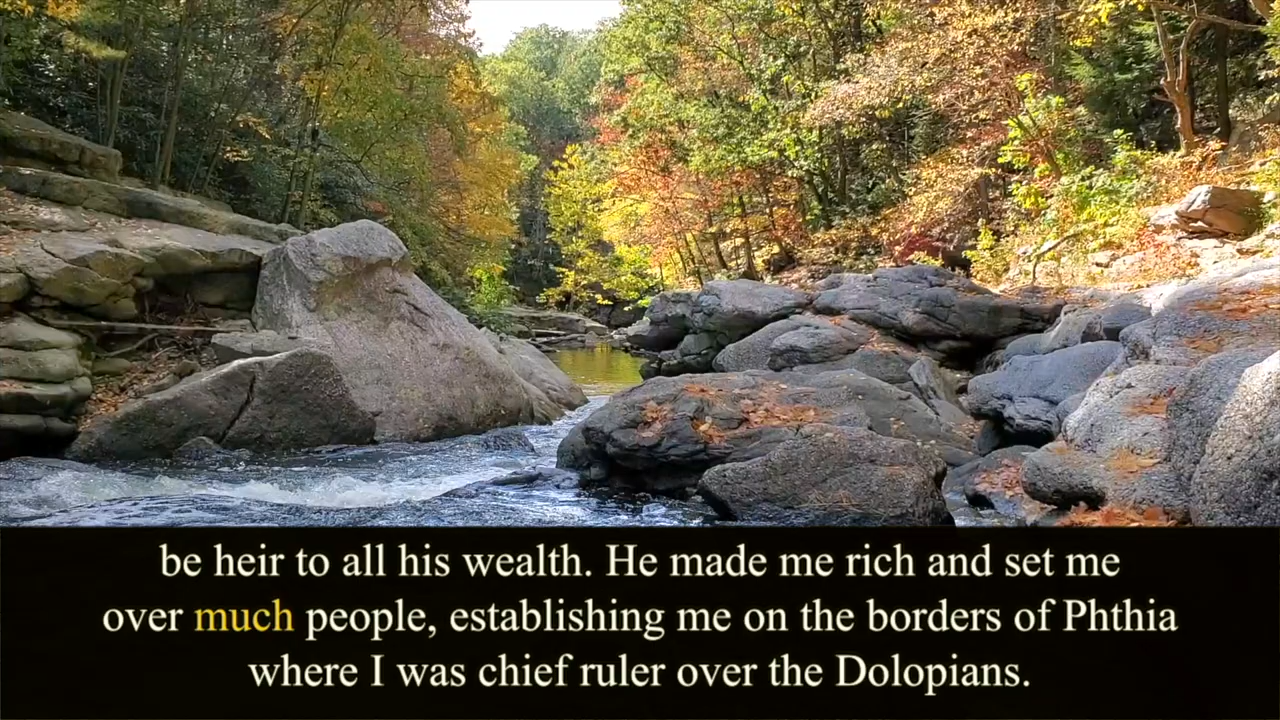 be heir to all his wealth. He made me rich and set me
over much people, establishing me on the borders of Phthia
where I was chief ruler over the Dolopians.